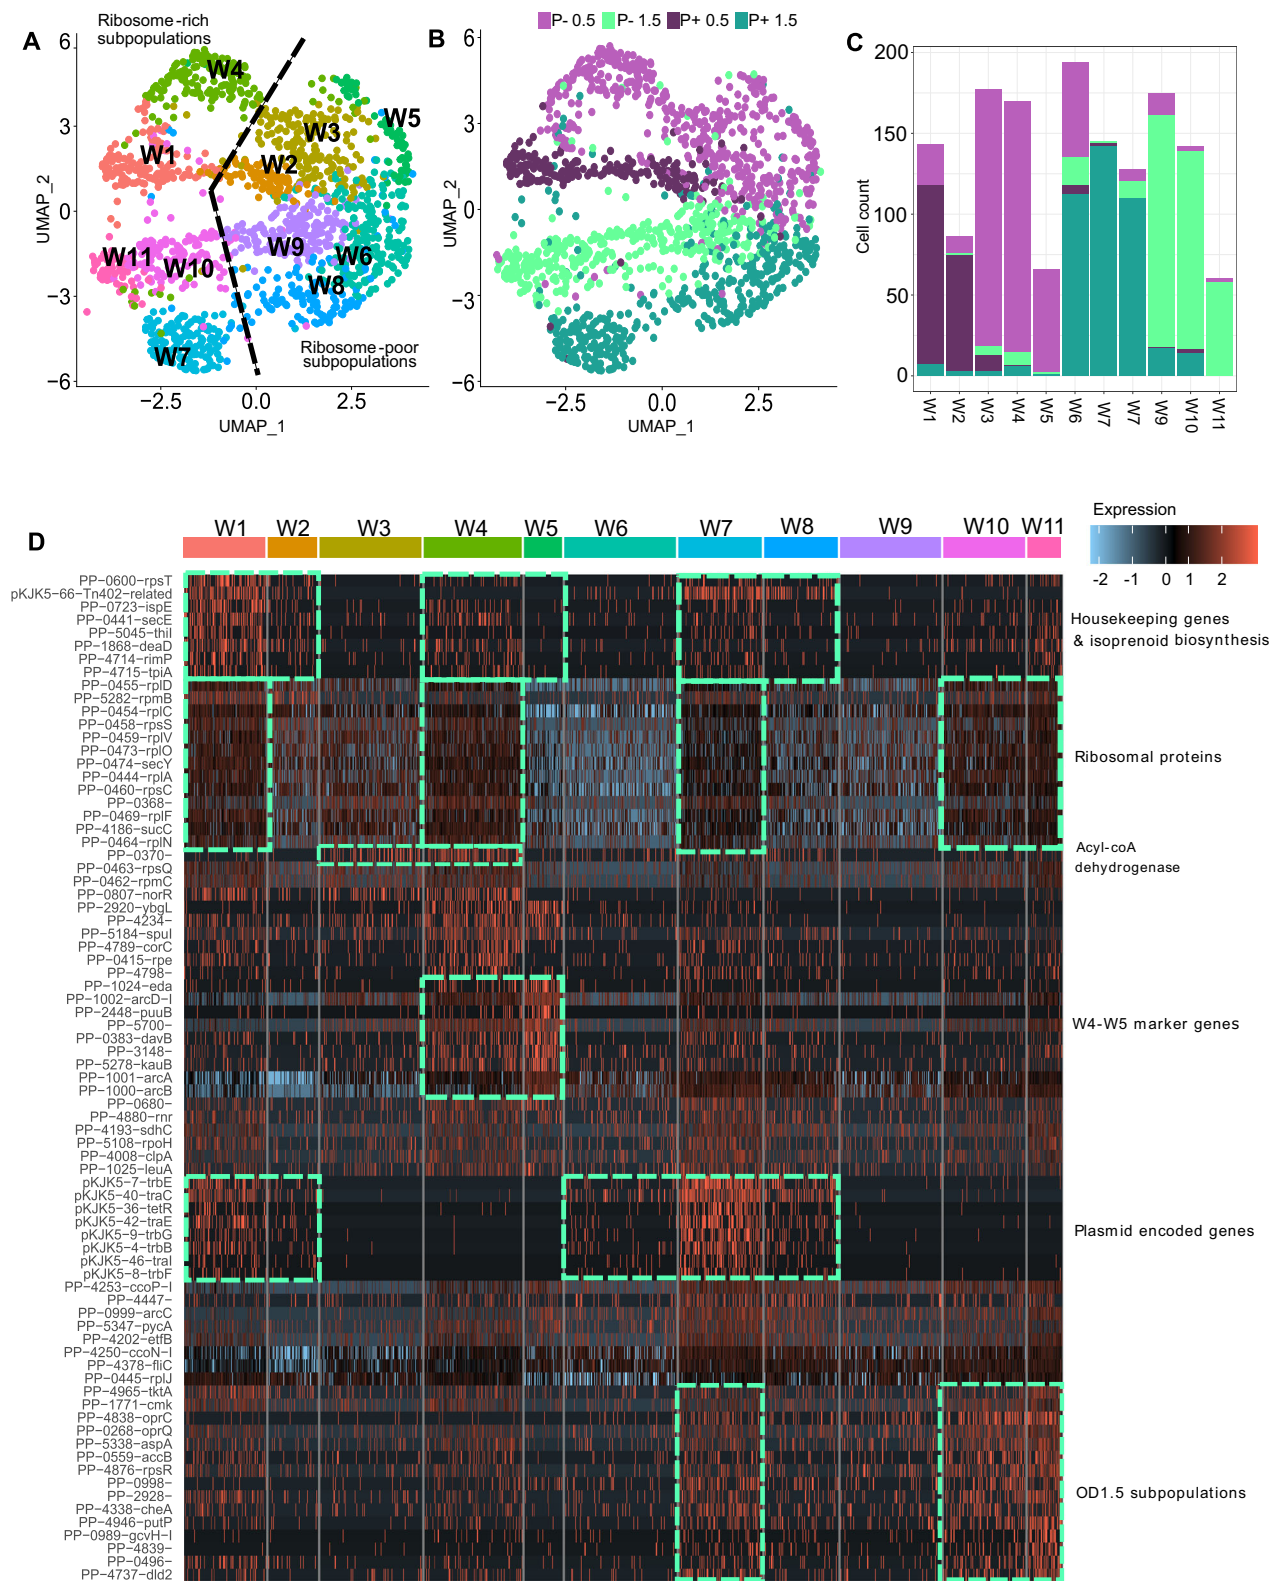 A
Ribosome-rich
subpopulations
6
3
0
−3
−6
UMAP_2
W4
W5
W3
W1
W2
W11
W10
W9
W6
W8
W7
Ribosome-poor
subpopulations
−2.5
0.0
2.5
UMAP_1
B
P- 0.5
P- 1.5
P+ 0.5
P+ 1.5
6
3
0
−3
−6
UMAP_2
−2.5
0.0
2.5
UMAP_1
C
200
150
100
50
0
Cell count
W1
W2
W3
W4
W5
W6
W7
W7
W9
W10
W11
D
W1
W2
W3
W4
W5
W6
W7
W8
W9
W10
W11
Expression
-2
-1
0
1
2
PP−0600−rpsT
pKJK5−66−Tn402−related
PP−0723−ispE
PP−0441−secE
PP−5045−thiI
PP−1868−deaD
PP−4714−rimP
PP−4715−tpiA
PP−0455−rplD
PP−5282−rpmB
PP−0454−rplC
PP−0458−rpsS
PP−0459−rplV
PP−0473−rplO
PP−0474−secY
PP−0444−rplA
PP−0460−rpsC
PP−0368−
PP−0469−rplF
PP−4186−sucC
PP−0464−rplN
PP−0370−
PP−0463−rpsQ
PP−0462−rpmC
PP−0807−norR
PP−2920−ybgL
PP−4234−
PP−5184−spuI
PP−4789−corC
PP−0415−rpe
PP−4798−
PP−1024−eda
PP−1002−arcD−I
PP−2448−puuB
PP−5700−
PP−0383−davB
PP−3148−
PP−5278−kauB
PP−1001−arcA
PP−1000−arcB
PP−0680−
PP−4880−rnr
PP−4193−sdhC
PP−5108−rpoH
PP−4008−clpA
PP−1025−leuA
pKJK5−7−trbE
pKJK5−40−traC
pKJK5−36−tetR
pKJK5−42−traE
pKJK5−9−trbG
pKJK5−4−trbB
pKJK5−46−traI
pKJK5−8−trbF
PP−4253−ccoP−I
PP−4447−
PP−0999−arcC
PP−5347−pycA
PP−4202−etfB
PP−4250−ccoN−I
PP−4378−fliC
PP−0445−rplJ
PP−4965−tktA
PP−1771−cmk
PP−4838−oprC
PP−0268−oprQ
PP−5338−aspA
PP−0559−accB
PP−4876−rpsR
PP−0998−
PP−2928−
PP−4338−cheA
PP−4946−putP
PP−0989−gcvH−I
PP−4839−
PP−0496−
PP−4737−dld2
Housekeeping genes
& isoprenoid biosynthesis
Ribosomal proteins
Acyl-coA
dehydrogenase
W4-W5 marker genes
Plasmid encoded genes
OD1.5 subpopulations